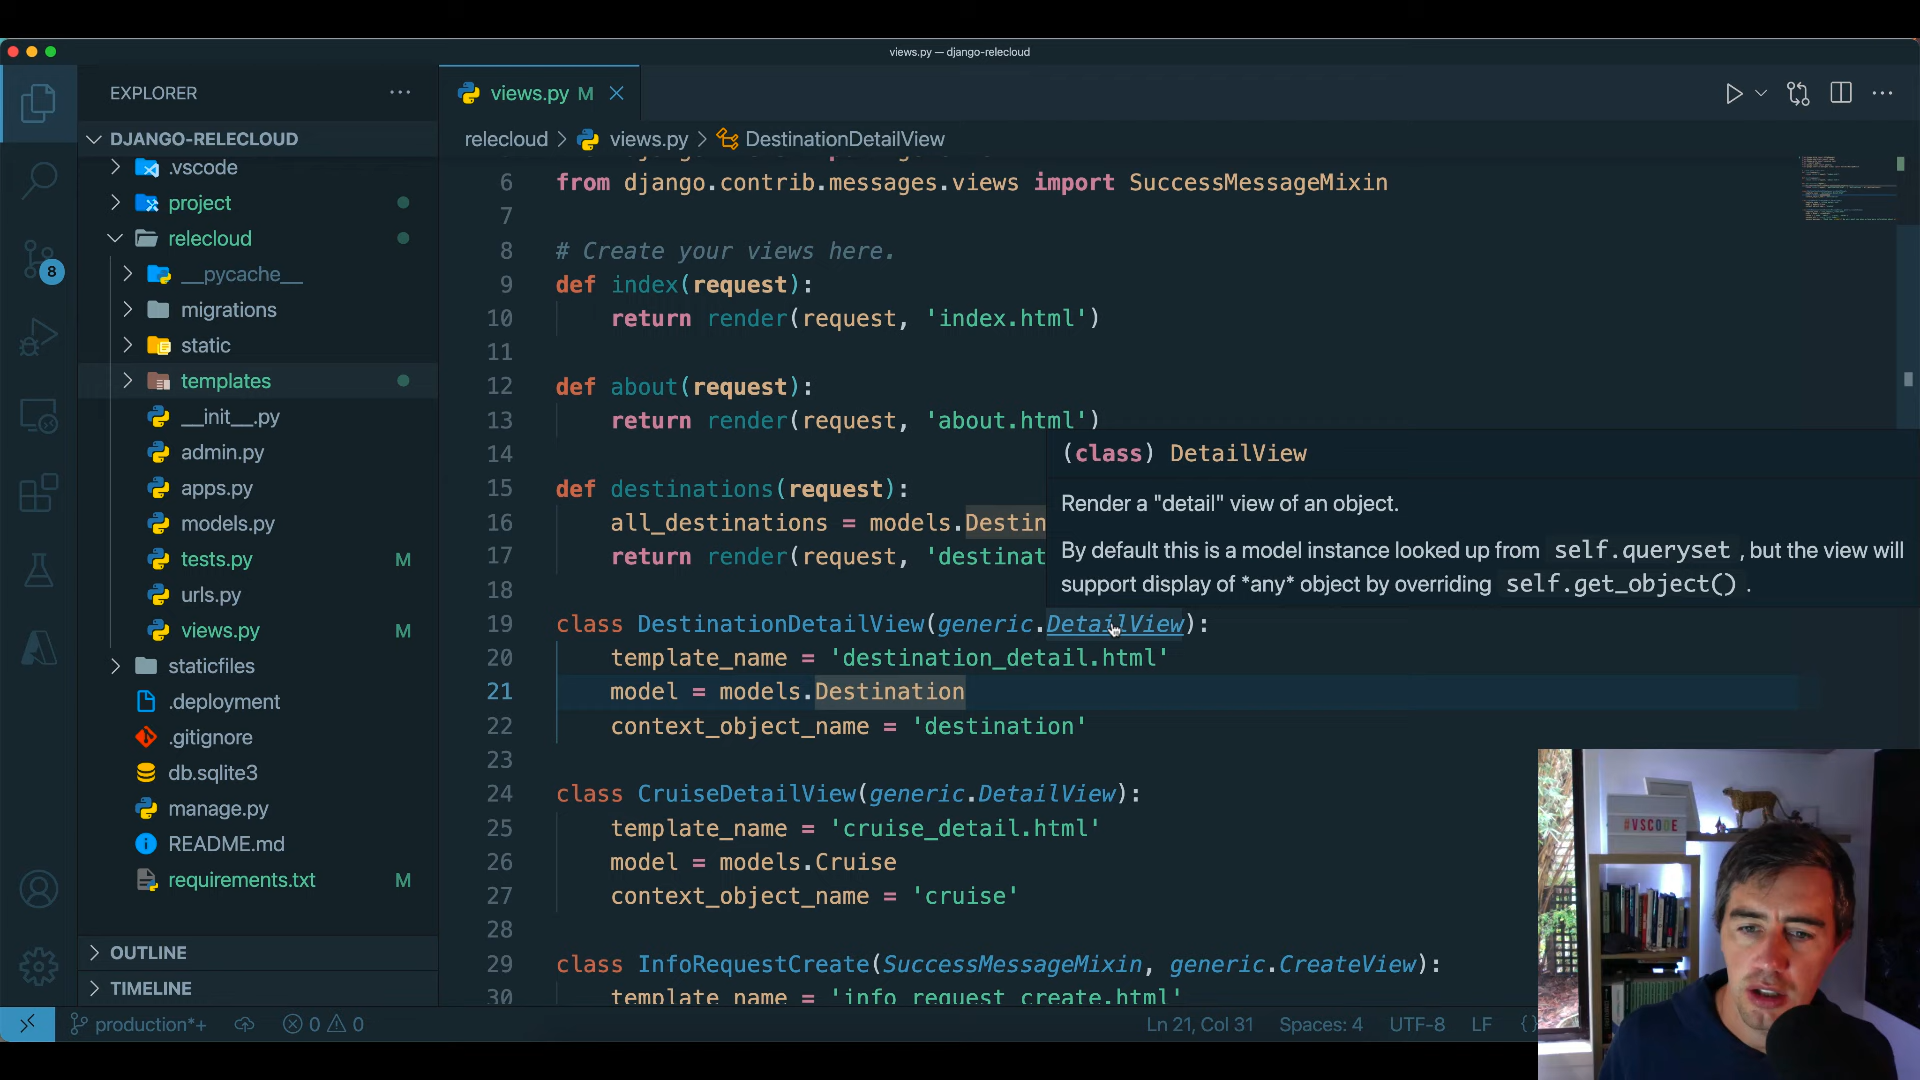 views.py — django-relecloud
EXPLORER
views.py M
DJANGO-RELECLOUD
relecloud > views.py > DestinationDetailView
.vscode
project
relecloud
__pycache__
migrations
static
templates
__init__.py
admin.py
apps.py
models.py
tests.py M
urls.py
views.py M
staticfiles
.deployment
.gitignore
db.sqlite3
manage.py
README.md
requirements.txt M
OUTLINE
TIMELINE
8
6 from django.contrib.messages.views import SuccessMessageMixin
7
8 # Create your views here.
9 def index(request):
10 return render(request, 'index.html')
11
12 def about(request):
13 return render(request, 'about.html')
14
15 def destinations(request):
16 all_destinations = models.Destin
17 return render(request, 'destinat
18
19 class DestinationDetailView(generic.DetailView):
20 template_name = 'destination_detail.html'
21 model = models.Destination
22 context_object_name = 'destination'
23
24 class CruiseDetailView(generic.DetailView):
25 template_name = 'cruise_detail.html'
26 model = models.Cruise
27 context_object_name = 'cruise'
28
29 class InfoRequestCreate(SuccessMessageMixin, generic.CreateView):
30 template_name = 'info_request_create.html'
(class) DetailView
Render a "detail" view of an object.
By default this is a model instance looked up from self.queryset , but the view will
support display of *any* object by overriding self.get_object() .
#VSCODE
production*+
0 0
Ln 21, Col 31
Spaces: 4
UTF-8
LF
{}